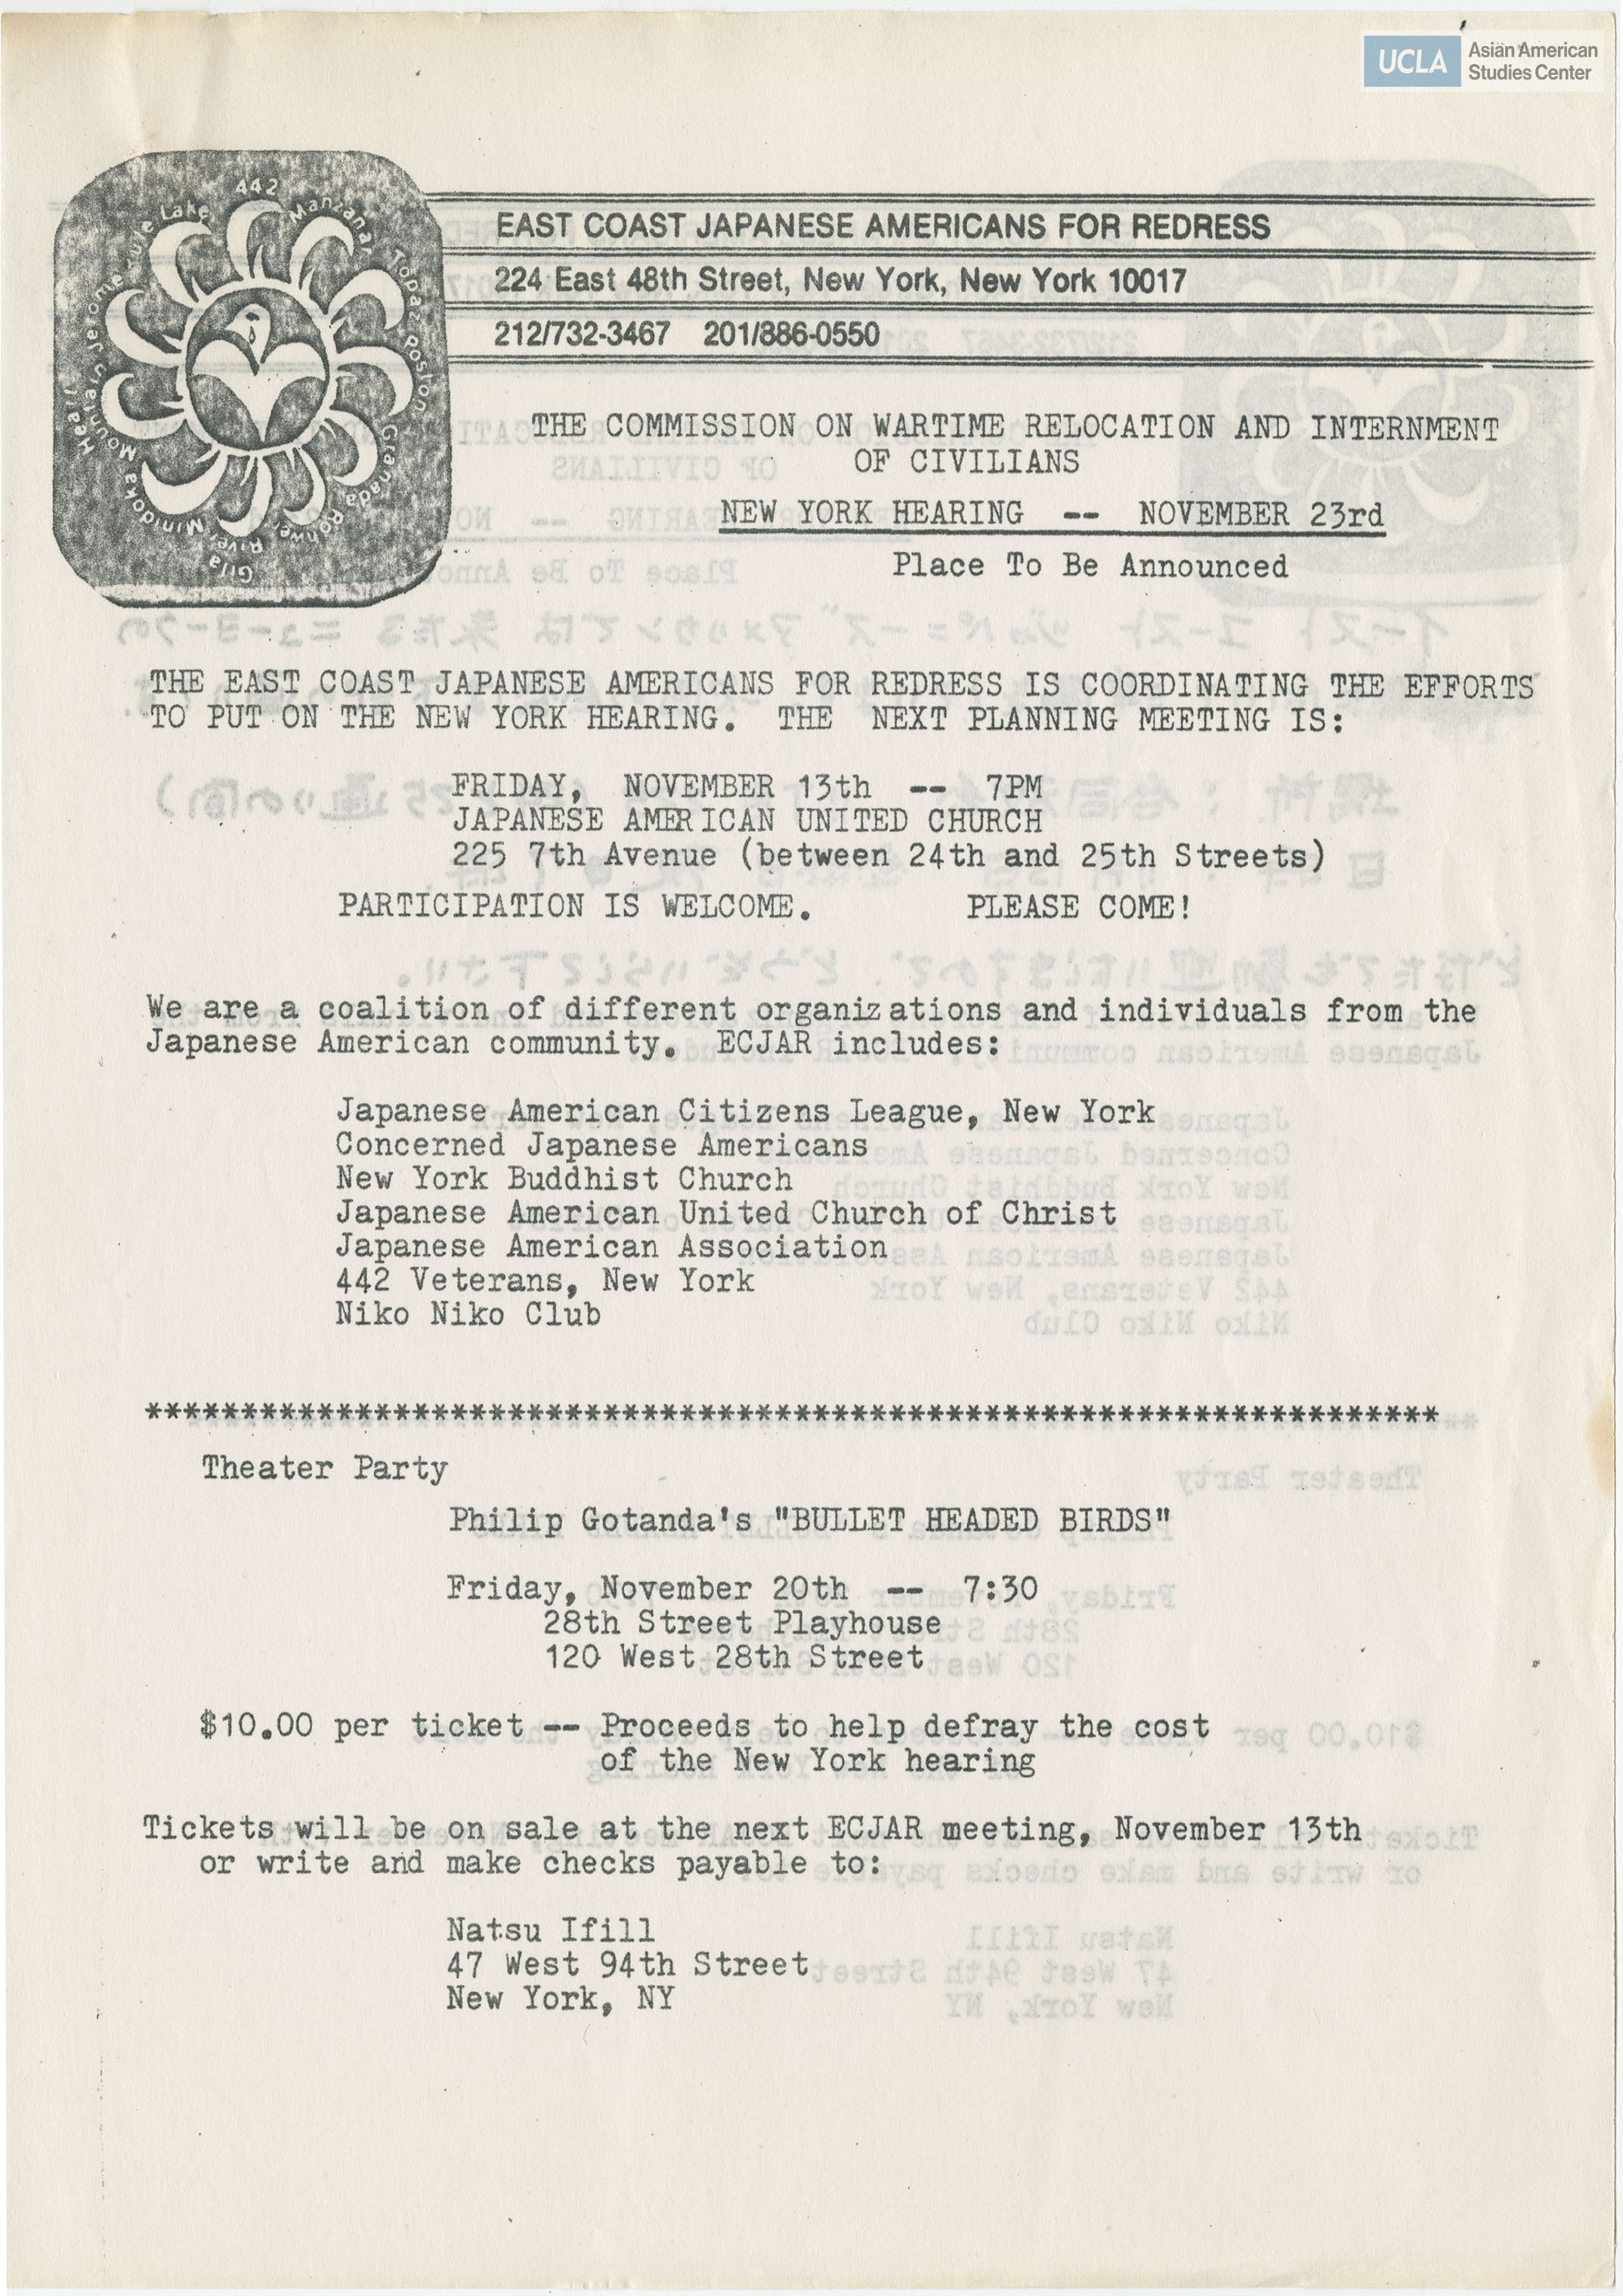 UCLA
Asian American
Studies Center
442
Manzanar
Topaz
Poston
Granada
Rohwer
Gila
River
Minidoka
Heart
Mountain
Jerome
Tule Lake
EAST COAST JAPANESE AMERICANS FOR REDRESS
224 East 48th Street, New York, New York 10017
212/732-3467 201/886-0550
THE COMMISSION ON WARTIME RELOCATION AND INTERNMENT
OF CIVILIANS
NEW YORK HEARING -- NOVEMBER 23rd
Place To Be Announced
THE EAST COAST JAPANESE AMERICANS FOR REDRESS IS COORDINATING THE EFFORTS
TO PUT ON THE NEW YORK HEARING. THE NEXT PLANNING MEETING IS:
FRIDAY, NOVEMBER 13th -- 7PM
JAPANESE AMERICAN UNITED CHURCH
225 7th Avenue (between 24th and 25th Streets)
PARTICIPATION IS WELCOME. PLEASE COME!
We are a coalition of different organizations and individuals from the
Japanese American community. ECJAR includes:
Japanese American Citizens League, New York
Concerned Japanese Americans
New York Buddhist Church
Japanese American United Church of Christ
Japanese American Association
442 Veterans, New York
Niko Niko Club
*********************************************************************
Theater Party
Philip Gotanda's "BULLET HEADED BIRDS"
Friday, November 20th -- 7:30
28th Street Playhouse
120 West 28th Street
$10.00 per ticket -- Proceeds to help defray the cost
of the New York hearing
Tickets will be on sale at the next ECJAR meeting, November 13th
or write and make checks payable to:
Natsu Ifill
47 West 94th Street
New York, NY